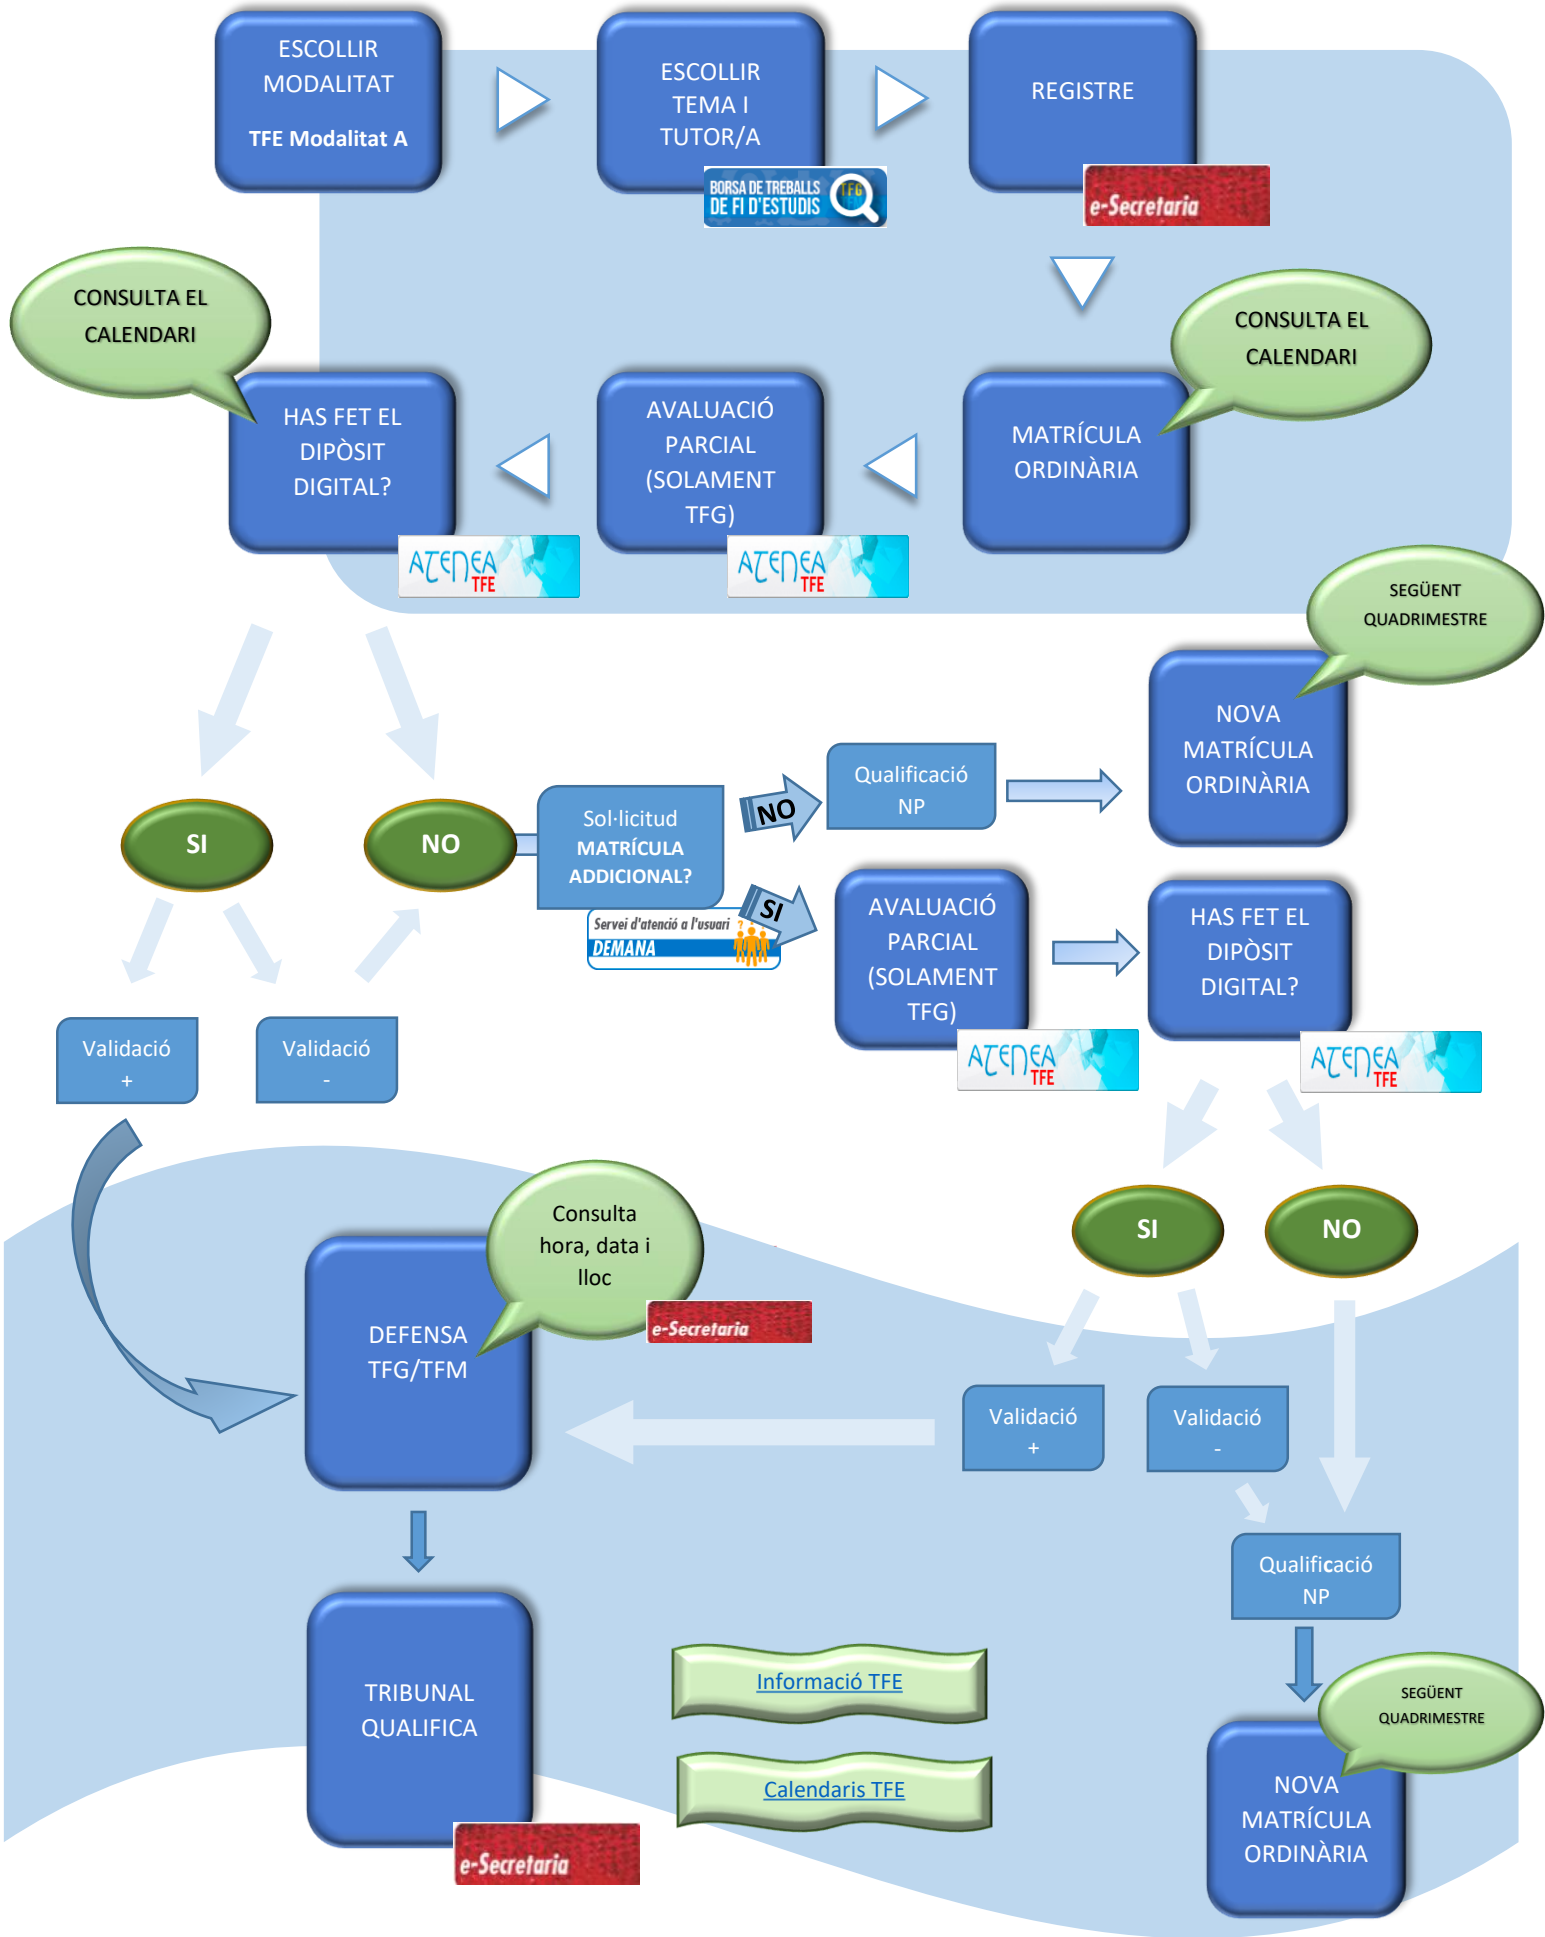 ESCOLLIR
MODALITAT
TFE Modalitat A
ESCOLLIR
TEMA I
TUTOR/A
BORSA DE TREBALLS
DE FI D'ESTUDIS
TFG
REGISTRE
e-Secretaria
CONSULTA EL
CALENDARI
CONSULTA EL
CALENDARI
HAS FET EL
DIPÒSIT
DIGITAL?
ATENEA
TFE
AVALUACIÓ
PARCIAL
(SOLAMENT
TFG)
ATENEA
TFE
MATRÍCULA
ORDINÀRIA
SEGÜENT
QUADRIMESTRE
NOVA
MATRÍCULA
ORDINÀRIA
SI
NO
Sol·licitud
MATRÍCULA
ADDICIONAL?
Servei d'atenció a l'usuari
DEMANA
NO
Qualificació
NP
SI
AVALUACIÓ
PARCIAL
(SOLAMENT
TFG)
ATENEA
TFE
HAS FET EL
DIPÒSIT
DIGITAL?
ATENEA
TFE
Validació
+
Validació
-
SI
NO
Consulta
hora, data i
lloc
e-Secretaria
DEFENSA
TFG/TFM
Validació
+
Validació
-
Qualificació
NP
TRIBUNAL
QUALIFICA
e-Secretaria
Informació TFE
Calendaris TFE
SEGÜENT
QUADRIMESTRE
NOVA
MATRÍCULA
ORDINÀRIA